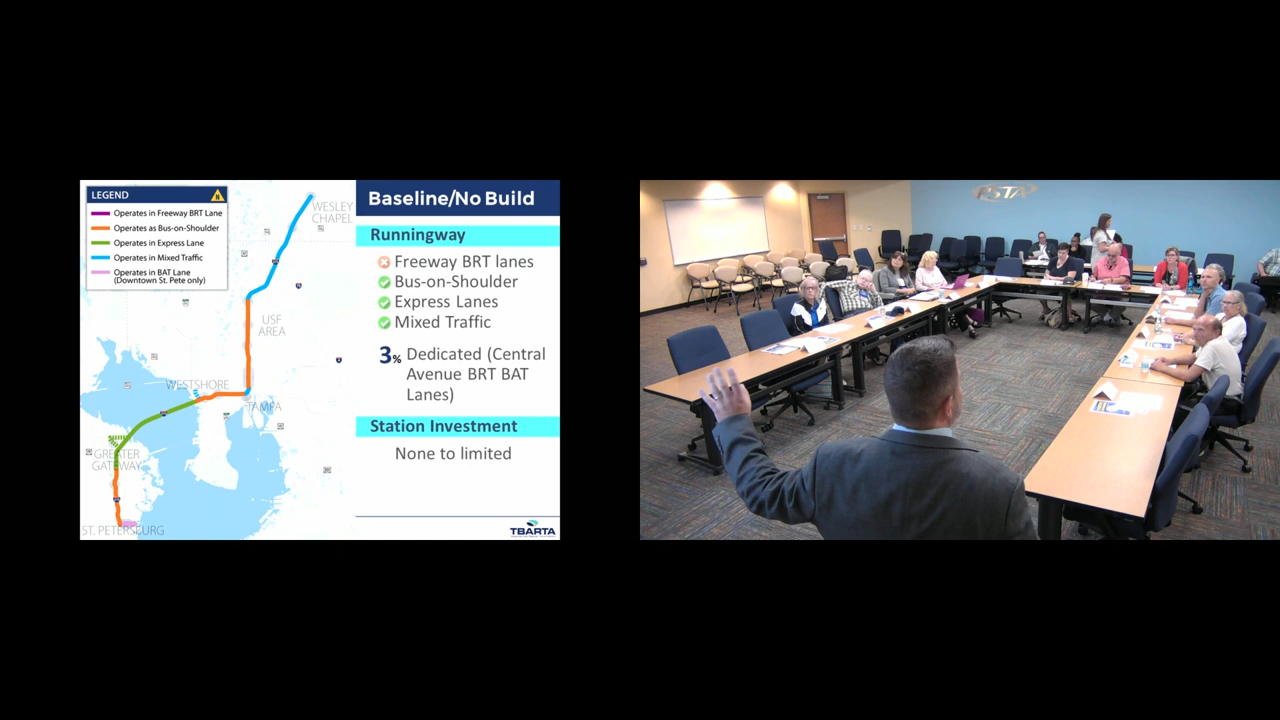 LEGEND
N
Operates in Freeway BRT Lane
Operates as Bus-on-Shoulder
Operates in Express Lane
Operates in Mixed Traffic
Operates in BAT Lane
(Downtown St. Pete only)
WESLEY
CHAPEL
USF
AREA
WESTSHORE
TAMPA
GREATER
GATEWAY
ST. PETERSBURG
Baseline/No Build
Runningway
Freeway BRT lanes
Bus-on-Shoulder
Express Lanes
Mixed Traffic
3% Dedicated (Central
Avenue BRT BAT
Lanes)
Station Investment
None to limited
TBARTA
PSTA